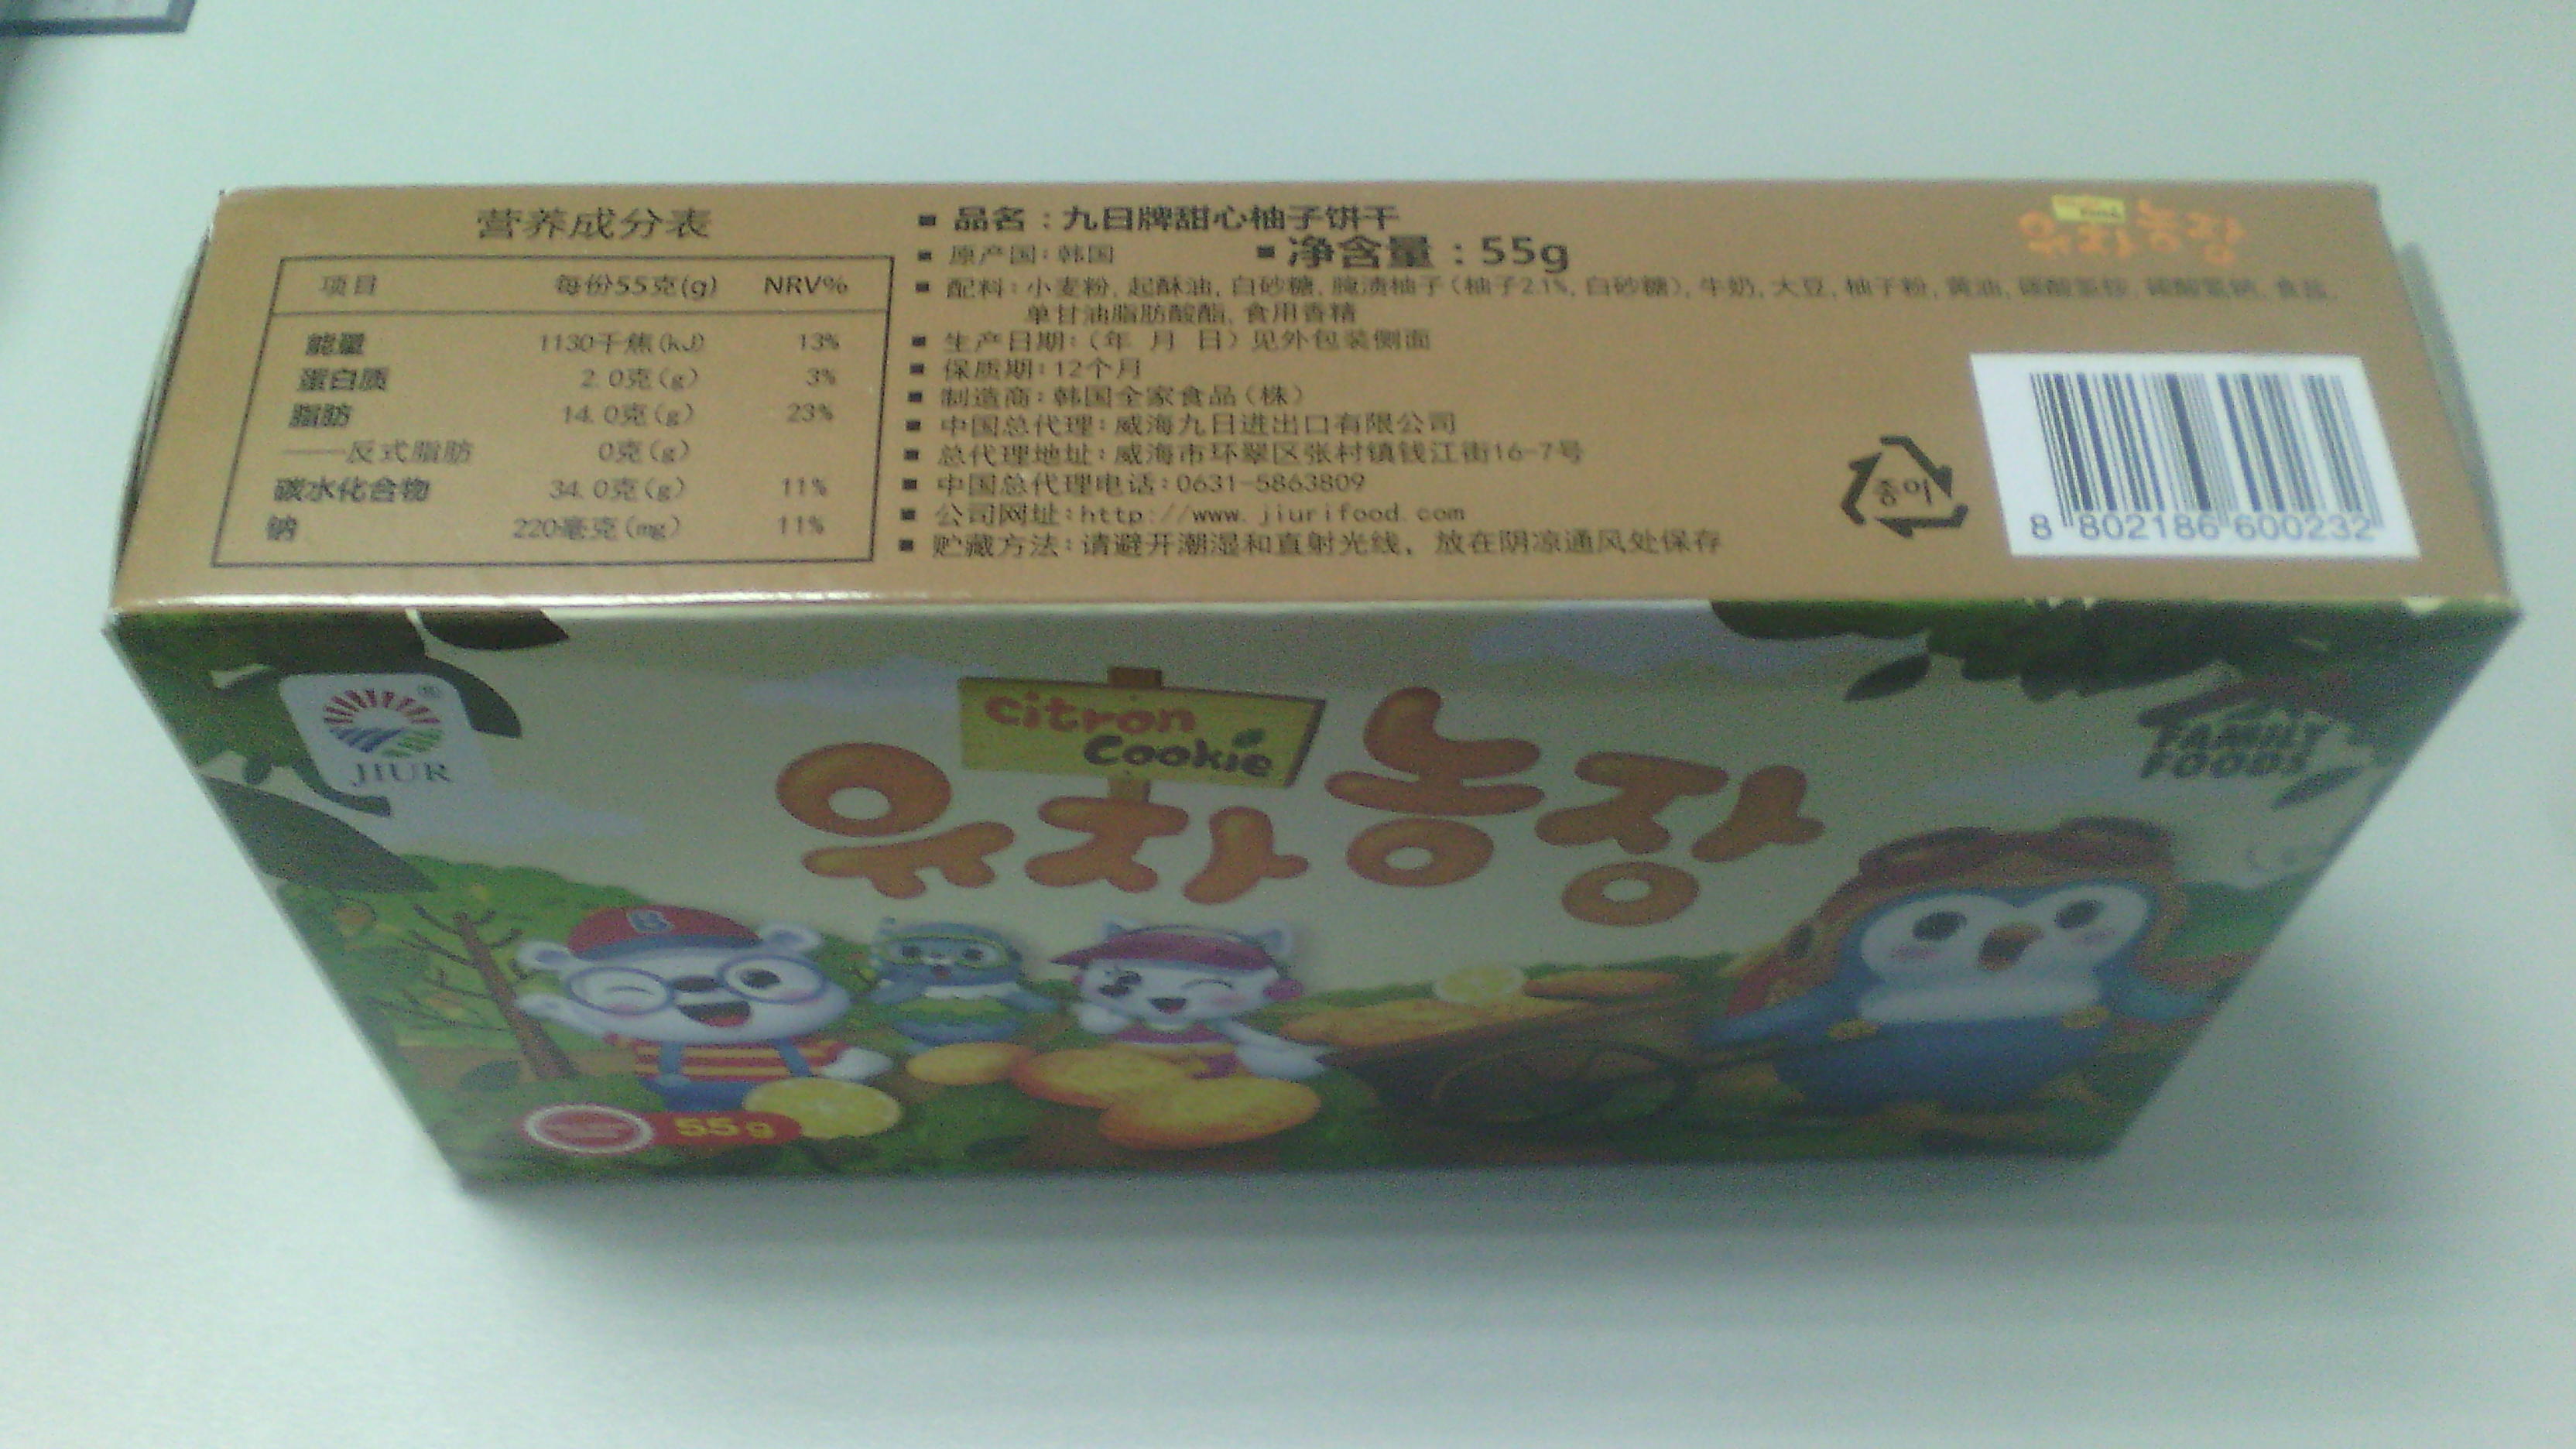 营养成分表
项目 每份55克(g) NRV%
能量 1130千焦(kJ) 13%
蛋白质 2.0克(g) 3%
脂肪 14.0克(g) 23%
——反式脂肪 0克(g)
碳水化合物 34.0克(g) 11%
钠 220毫克(mg) 11%
▪ 品名：九日牌甜心柚子饼干
▪ 原产国：韩国 ▪ 净含量：55g
▪ 配料：小麦粉, 起酥油, 白砂糖, 腌渍柚子(柚子21%, 白砂糖), 牛奶, 大豆, 柚子粉, 黄油, 碳酸氢铵, 碳酸氢钠, 食盐,
单甘油脂肪酸酯, 食用香精
▪ 生产日期：(年 月 日)见外包装侧面
▪ 保质期：12个月
▪ 制造商：韩国全家食品(株)
▪ 中国总代理：威海九日进出口有限公司
▪ 总代理地址：威海市环翠区张村镇钱江街16-7号
▪ 中国总代理电话：0631-5863809
▪ 公司网址：http://www.jiurifood.com
▪ 贮藏方法：请避开潮湿和直射光线，放在阴凉通风处保存
유자농장
종이
8 802186 600232
JIUR ®
citron
Cookie
유자농장
FAMILY
FOODS
B
55g